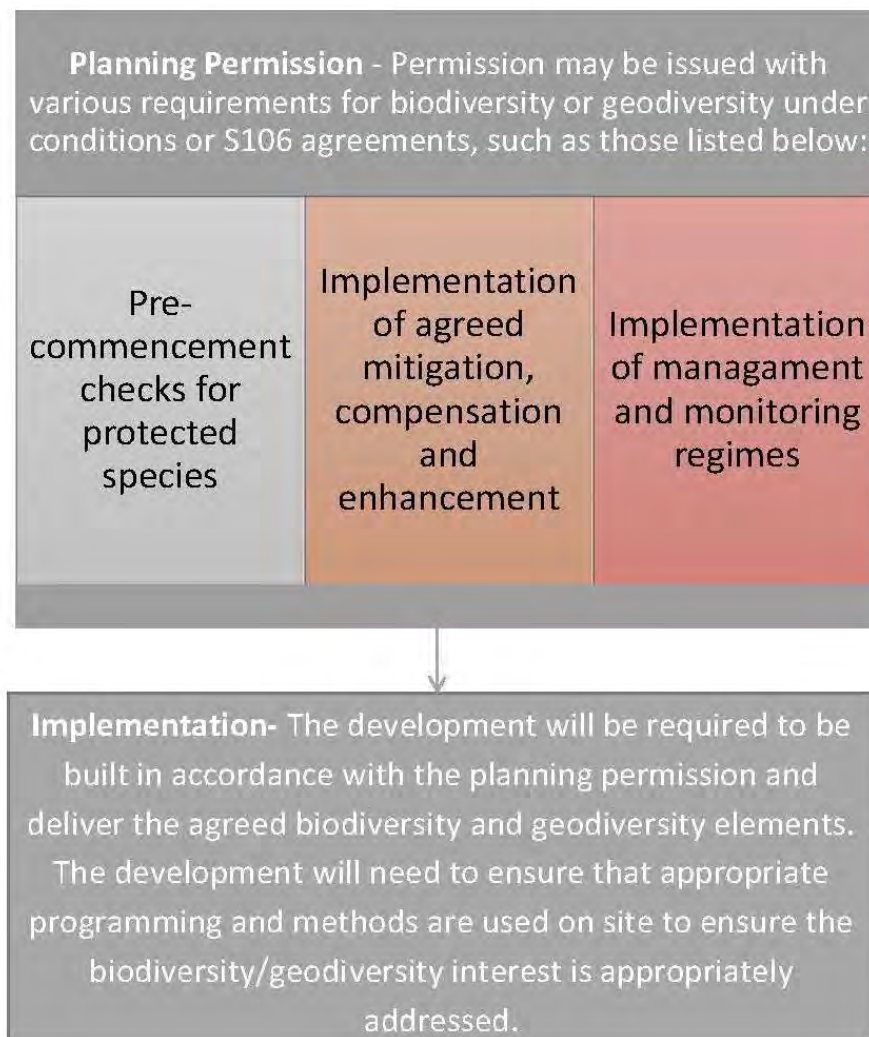 Planning Permission - Permission may be issued with
various requirements for biodiversity or geodiversity under
conditions or S106 agreements, such as those listed below:
Pre-
commencement
checks for
protected
species
Implementation
of agreed
mitigation,
compensation
and
enhancement
Implementation
of managament
and monitoring
regimes
Implementation- The development will be required to be
built in accordance with the planning permission and
deliver the agreed biodiversity and geodiversity elements.
The development will need to ensure that appropriate
programming and methods are used on site to ensure the
biodiversity/geodiversity interest is appropriately
addressed.